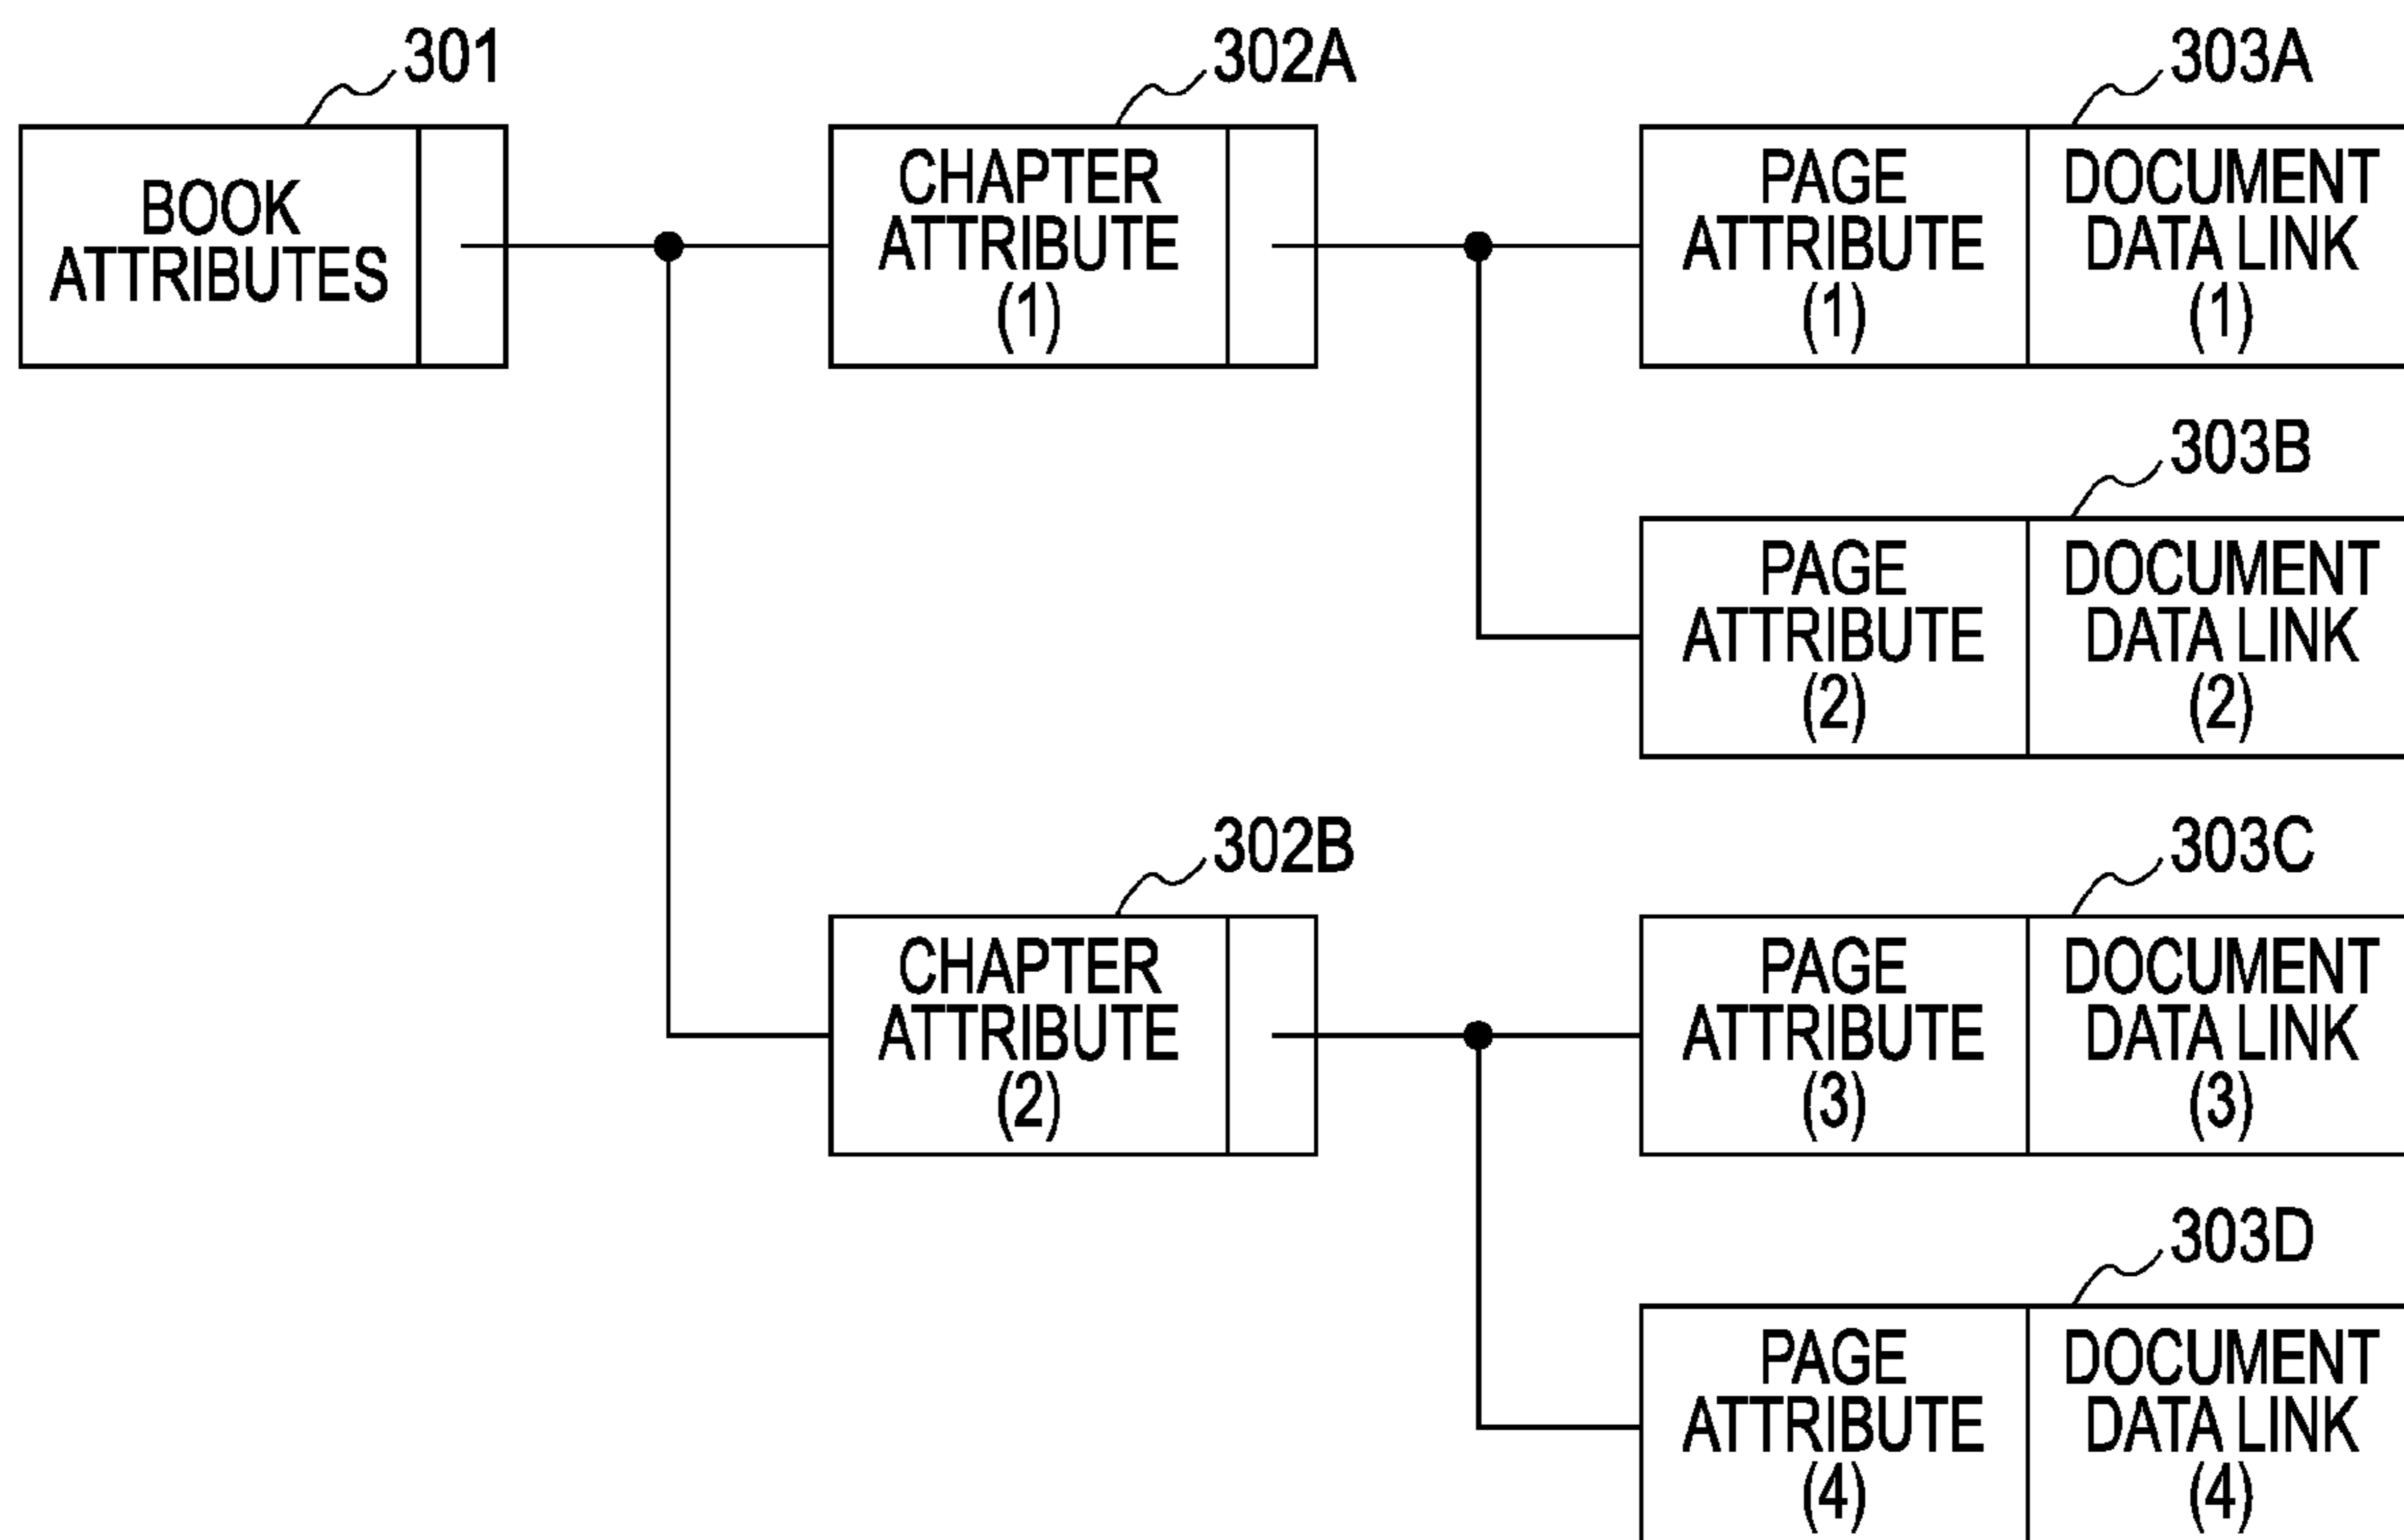 301
BOOK
ATTRIBUTES
302A
CHAPTER
ATTRIBUTE
(1)
303A
PAGE
ATTRIBUTE
(1)
DOCUMENT
DATA LINK
(1)
303B
PAGE
ATTRIBUTE
(2)
DOCUMENT
DATA LINK
(2)
302B
CHAPTER
ATTRIBUTE
(2)
303C
PAGE
ATTRIBUTE
(3)
DOCUMENT
DATA LINK
(3)
303D
PAGE
ATTRIBUTE
(4)
DOCUMENT
DATA LINK
(4)